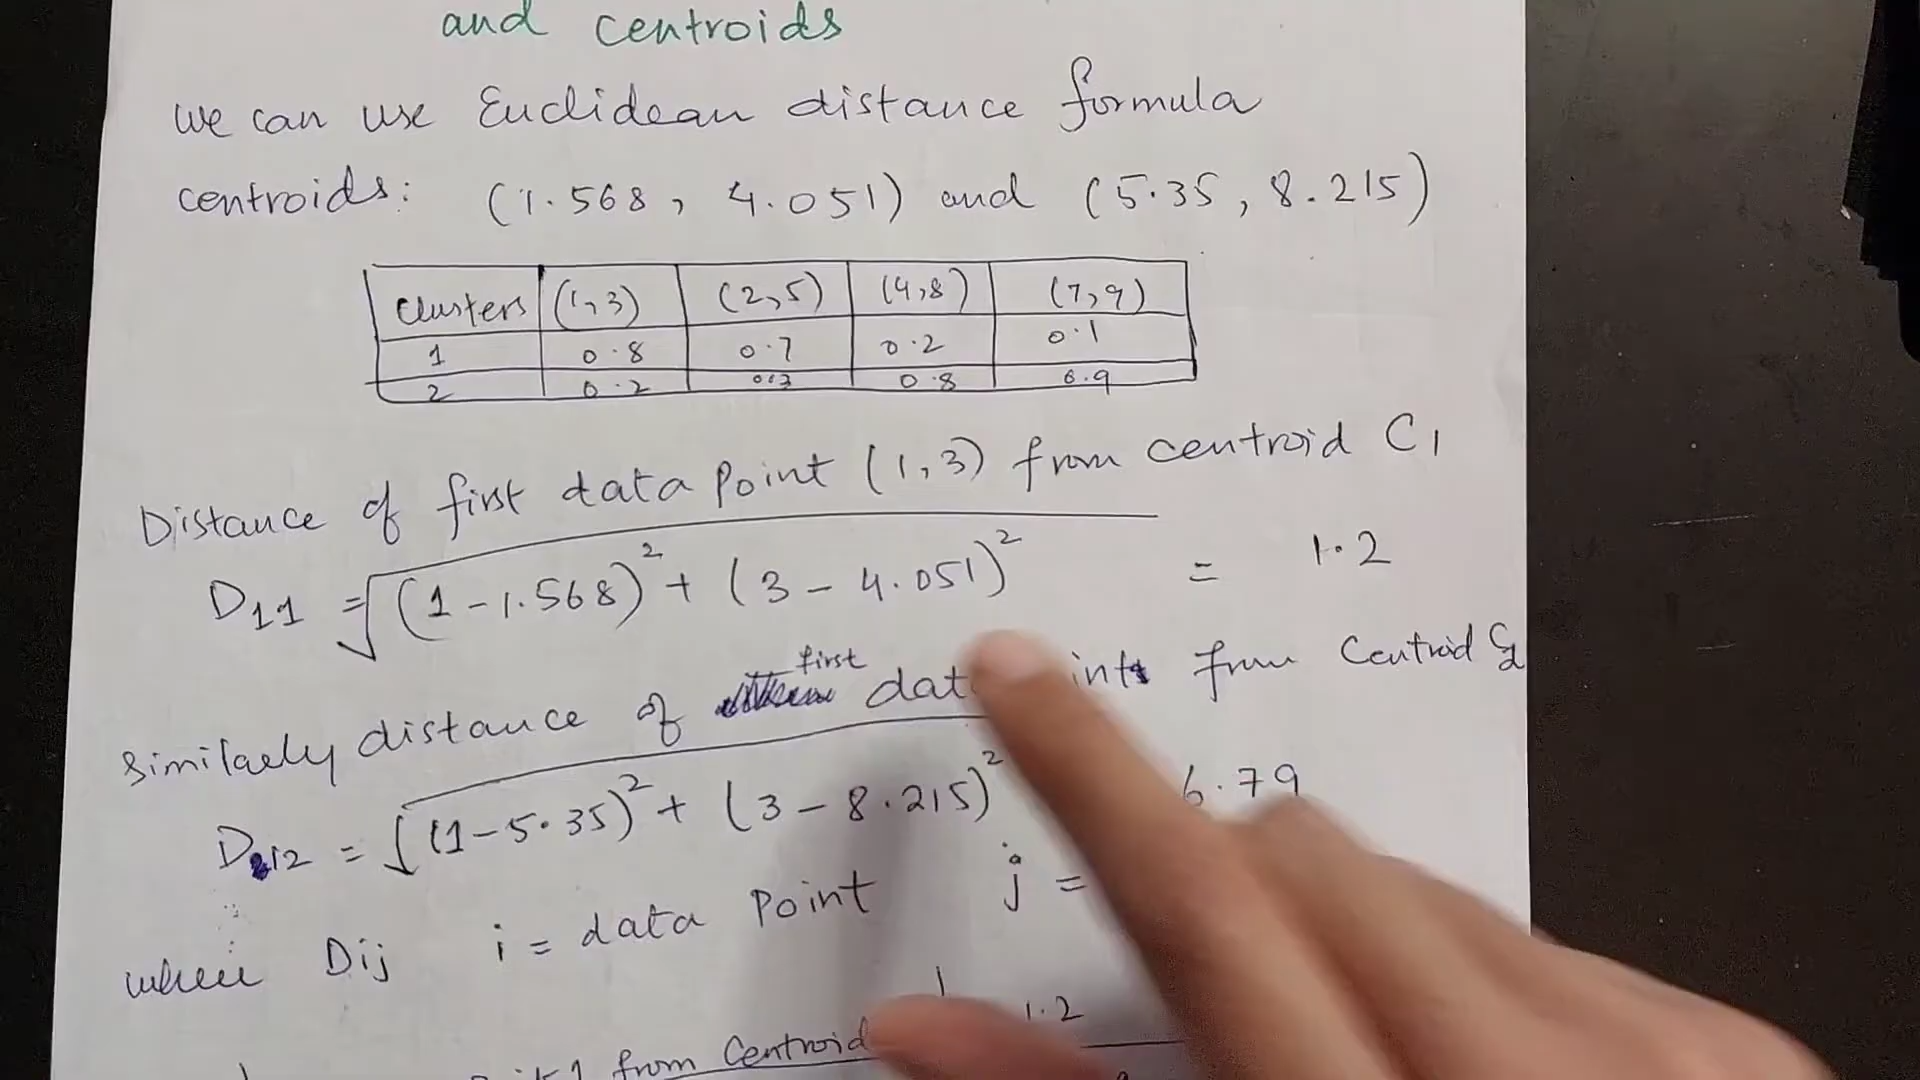 and centroids
we can use Euclidean distance formula
centroids: (1.568, 4.051) and (5.35, 8.215)
Clusters (1,3) (2,5) (4,8) (7,9)
1 0.8 0.7 0.2 0.1
2 0.2 0.3 0.8 0.9
Distance of first data point (1,3) from centroid C1
D11 = √(1-1.568)² + (3-4.051)² = 1.2
first
Similarly distance of data points from Centroid C2
D12 = √(1-5.35)² + (3-8.215)² 6.79
where Dij i = data Point j =
1 1.2
from Centroid